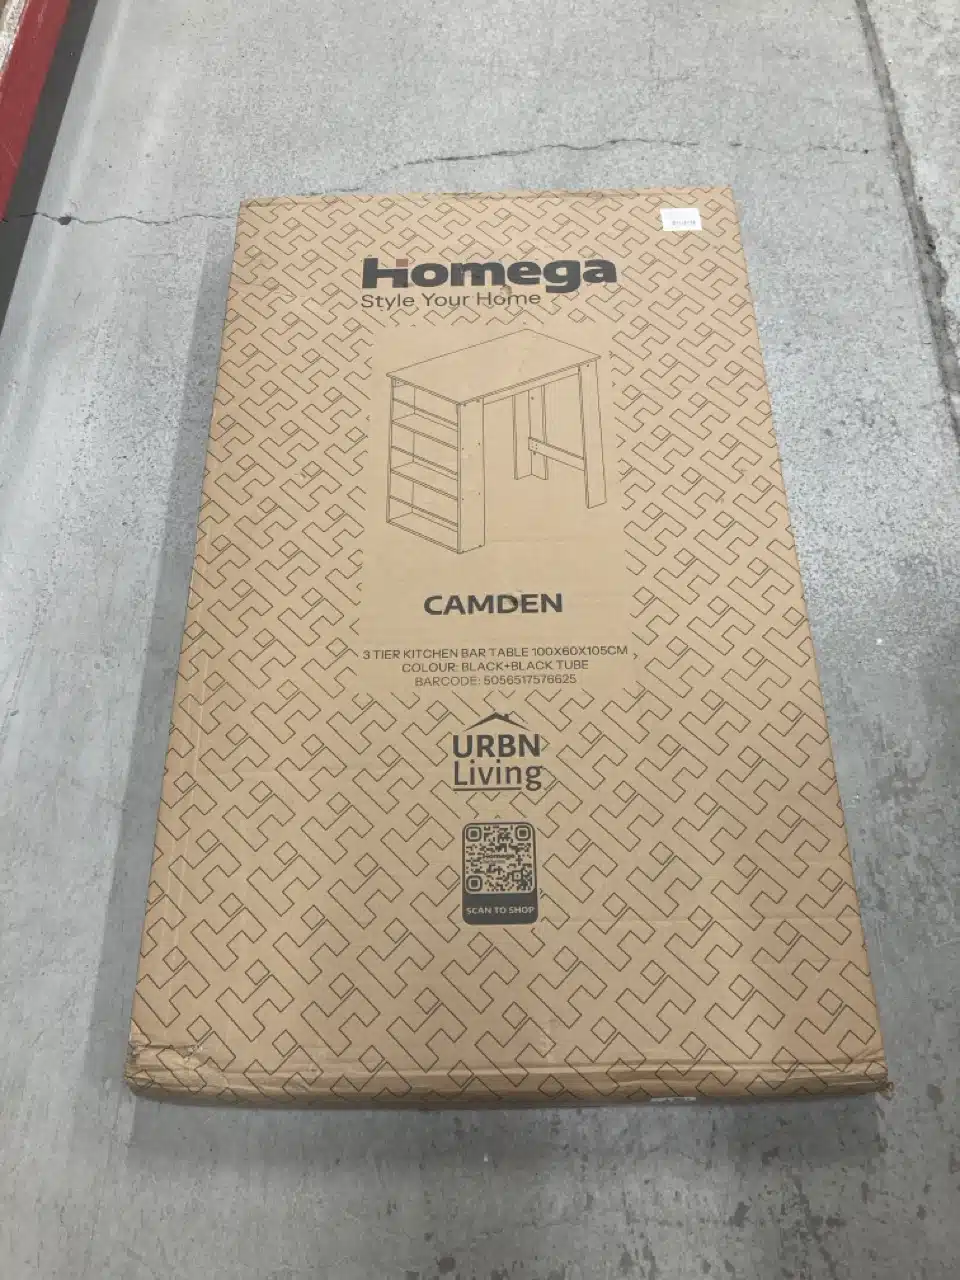 Homega
Style Your Home
CAMDEN
3 TIER KITCHEN BAR TABLE 100X60X105CM
COLOUR: BLACK+BLACK TUBE
BARCODE: 5056517576625
URBN
Living
Homega
SCAN TO SHOP